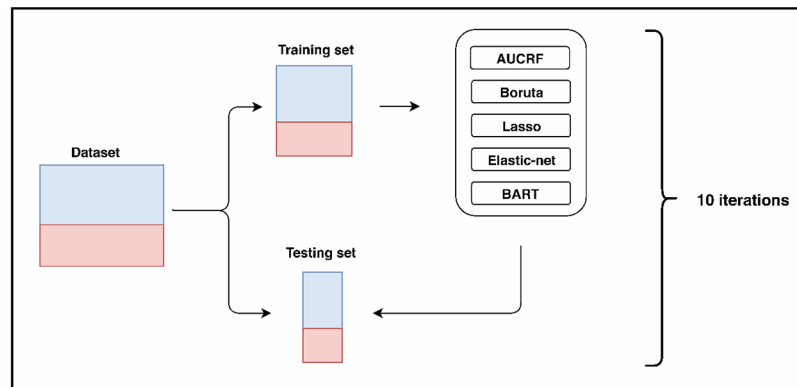 Training set
AUCRF
Boruta
Lasso
Elastic-net
BART
Dataset
10 iterations
Testing set